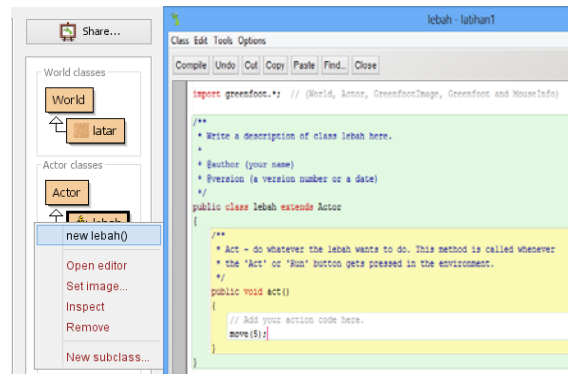 Share...
World classes
World
latar
Actor classes
Actor
lebah
new lebah()
Open editor
Set image...
Inspect
Remove
New subclass...
lebah - latihan1
Class Edit Tools Options
Compile Undo Cut Copy Paste Find... Close
import greenfoot.*;  // (World, Actor, GreenfootImage, Greenfoot and MouseInfo)
/**
 * Write a description of class lebah here.
 *
 * @author (your name)
 * @version (a version number or a date)
 */
public class lebah extends Actor
{
/**
 * Act - do whatever the lebah wants to do. This method is called whenever
 * the 'Act' or 'Run' button gets pressed in the environment.
 */
public void act()
{
// Add your action code here.
move(5);
}
}